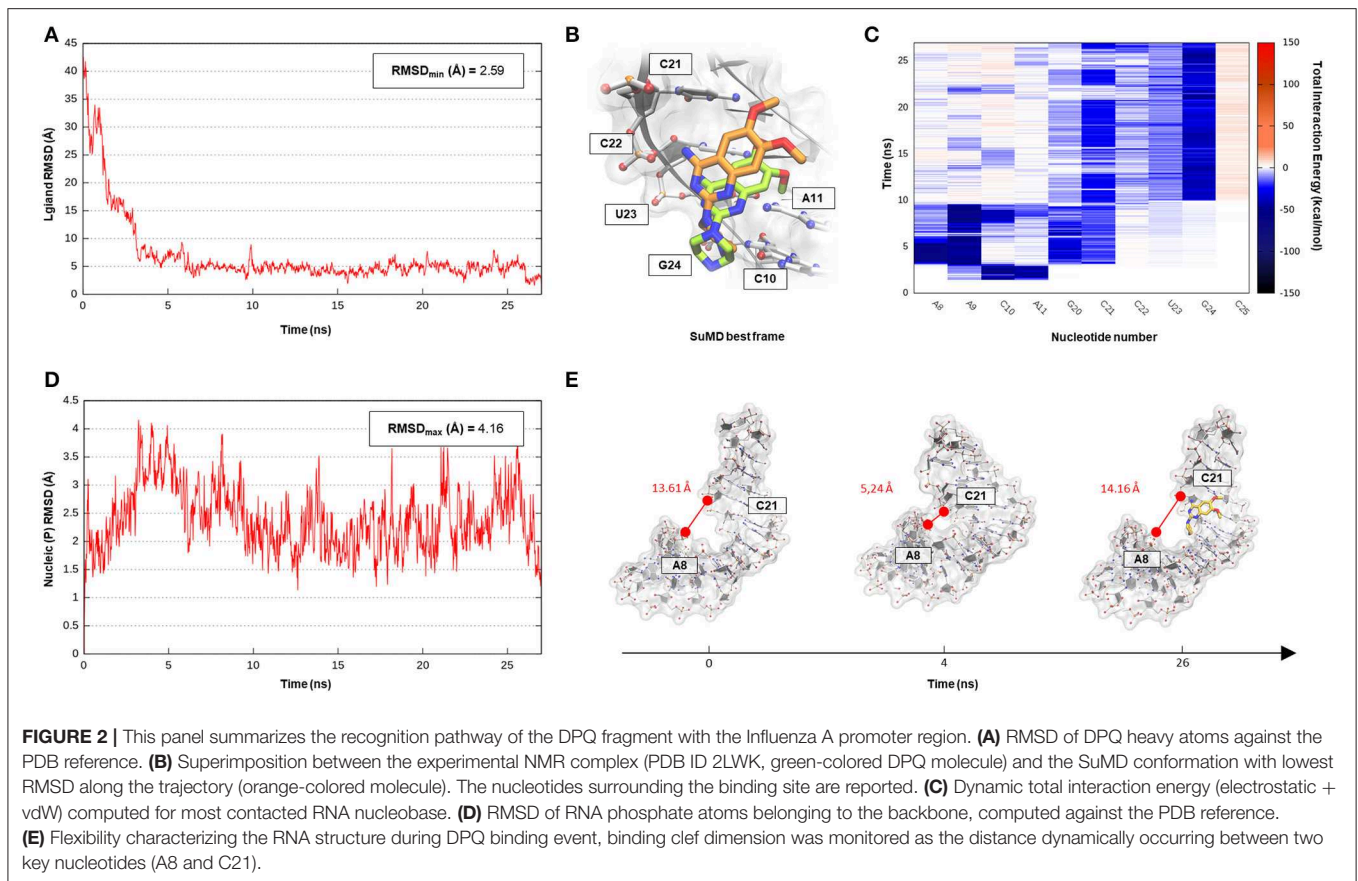 A
RMSD_min (Å) = 2.59
45
40
35
30
25
20
15
10
5
0
Lgland RMSD (Å)
0 5 10 15 20 25
Time (ns)
B
C21
C22
U23
G24
A11
C10
SuMD best frame
C
25
20
15
10
5
0
Time (ns)
A8 A9 C10 A11 G20 C21 C22 U23 G24 C25
Nucleotide number
150
100
50
0
-50
-100
-150
Total Interaction Energy (kcal/mol)
D
RMSD_max (Å) = 4.16
4.5
4
3.5
3
2.5
2
1.5
1
0.5
0
Nucleic (P) RMSD (Å)
0 5 10 15 20 25
Time (ns)
E
13.61 Å
C21
A8
5,24 Å
C21
A8
14.16 Å
C21
A8
0 4 26
Time (ns)
FIGURE 2 | This panel summarizes the recognition pathway of the DPQ fragment with the Influenza A promoter region. (A) RMSD of DPQ heavy atoms against the
PDB reference. (B) Superimposition between the experimental NMR complex (PDB ID 2LWK, green-colored DPQ molecule) and the SuMD conformation with lowest
RMSD along the trajectory (orange-colored molecule). The nucleotides surrounding the binding site are reported. (C) Dynamic total interaction energy (electrostatic +
vdW) computed for most contacted RNA nucleobase. (D) RMSD of RNA phosphate atoms belonging to the backbone, computed against the PDB reference.
(E) Flexibility characterizing the RNA structure during DPQ binding event, binding clef dimension was monitored as the distance dynamically occurring between two
key nucleotides (A8 and C21).